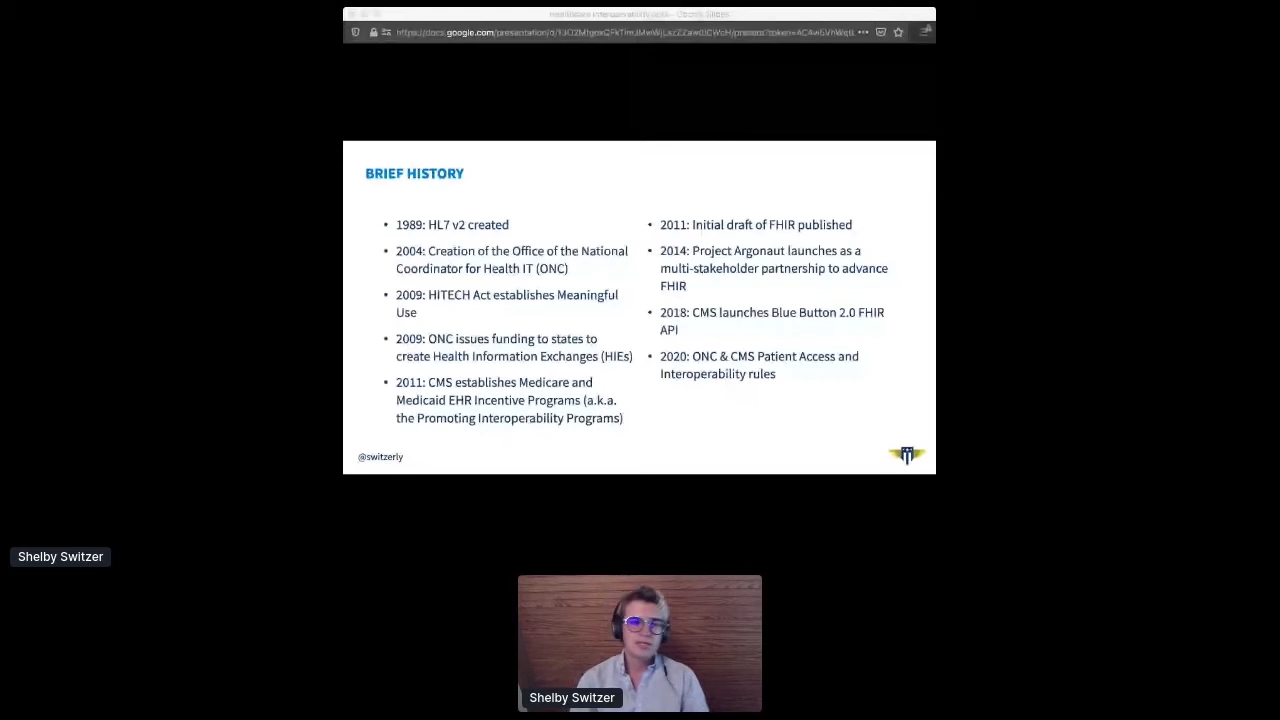 BRIEF HISTORY
• 1989: HL7 v2 created
• 2004: Creation of the Office of the National
Coordinator for Health IT (ONC)
• 2009: HITECH Act establishes Meaningful
Use
• 2009: ONC issues funding to states to
create Health Information Exchanges (HIEs)
• 2011: CMS establishes Medicare and
Medicaid EHR Incentive Programs (a.k.a.
the Promoting Interoperability Programs)
• 2011: Initial draft of FHIR published
• 2014: Project Argonaut launches as a
multi-stakeholder partnership to advance
FHIR
• 2018: CMS launches Blue Button 2.0 FHIR
API
• 2020: ONC & CMS Patient Access and
Interoperability rules
@switzerly
Shelby Switzer
Shelby Switzer